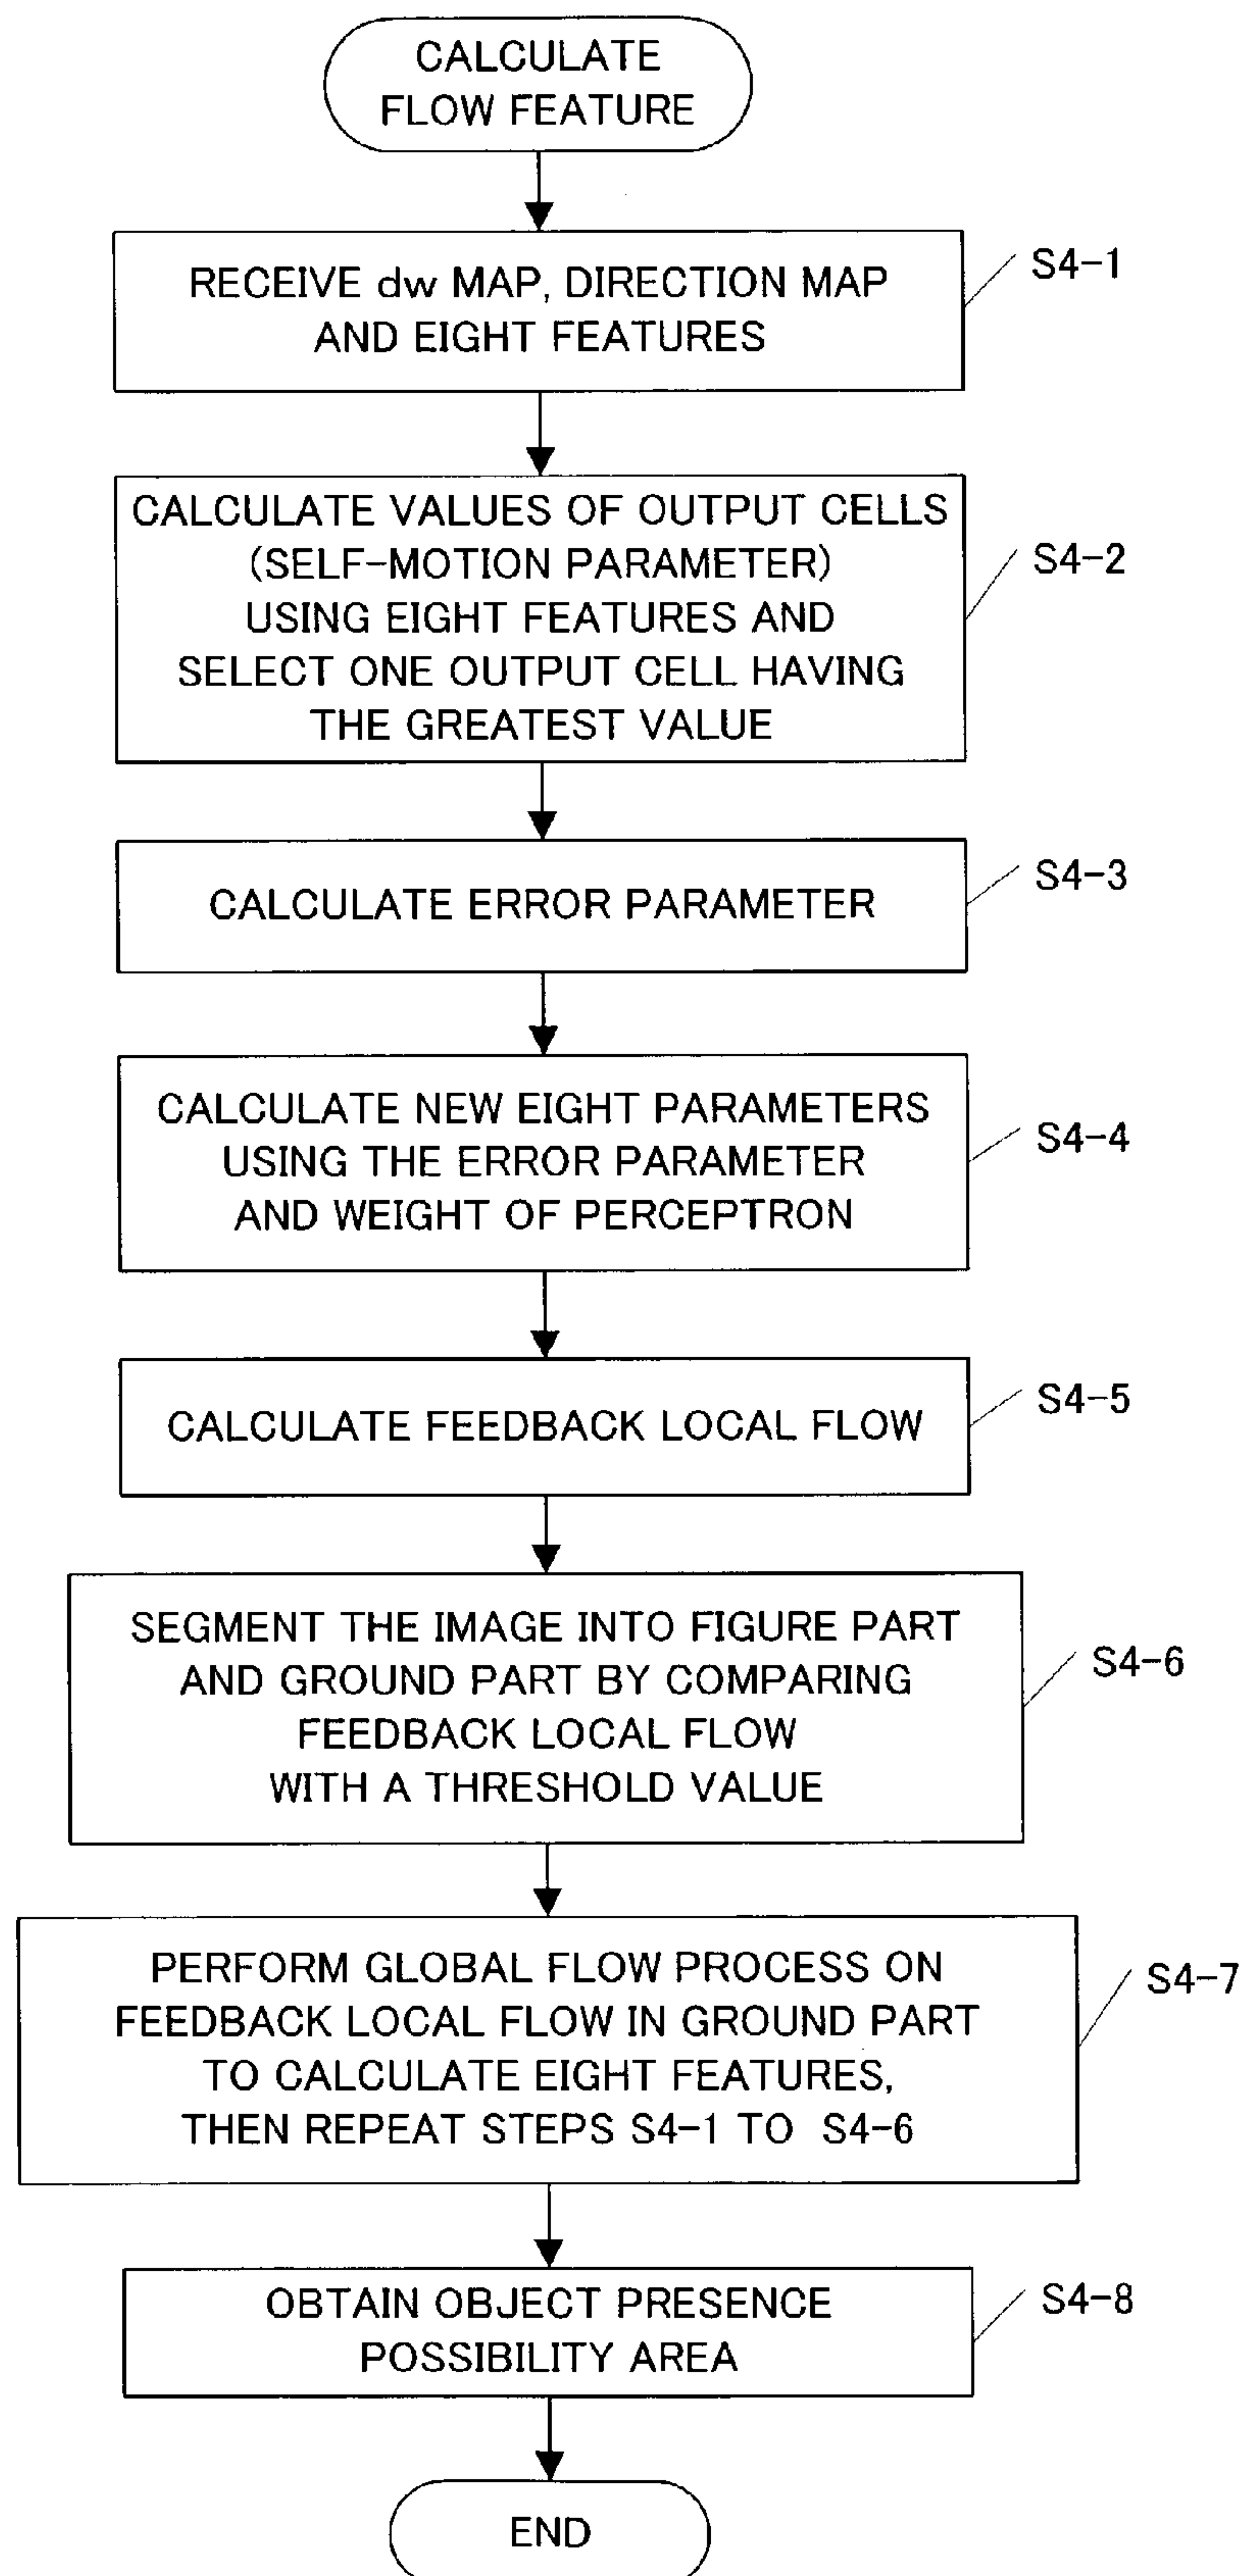 CALCULATE
FLOW FEATURE
RECEIVE dw MAP, DIRECTION MAP
AND EIGHT FEATURES
S4-1
CALCULATE VALUES OF OUTPUT CELLS
(SELF-MOTION PARAMETER)
USING EIGHT FEATURES AND
SELECT ONE OUTPUT CELL HAVING
THE GREATEST VALUE
S4-2
CALCULATE ERROR PARAMETER
S4-3
CALCULATE NEW EIGHT PARAMETERS
USING THE ERROR PARAMETER
AND WEIGHT OF PERCEPTRON
S4-4
CALCULATE FEEDBACK LOCAL FLOW
S4-5
SEGMENT THE IMAGE INTO FIGURE PART
AND GROUND PART BY COMPARING
FEEDBACK LOCAL FLOW
WITH A THRESHOLD VALUE
S4-6
PERFORM GLOBAL FLOW PROCESS ON
FEEDBACK LOCAL FLOW IN GROUND PART
TO CALCULATE EIGHT FEATURES,
THEN REPEAT STEPS S4-1 TO S4-6
S4-7
OBTAIN OBJECT PRESENCE
POSSIBILITY AREA
S4-8
END